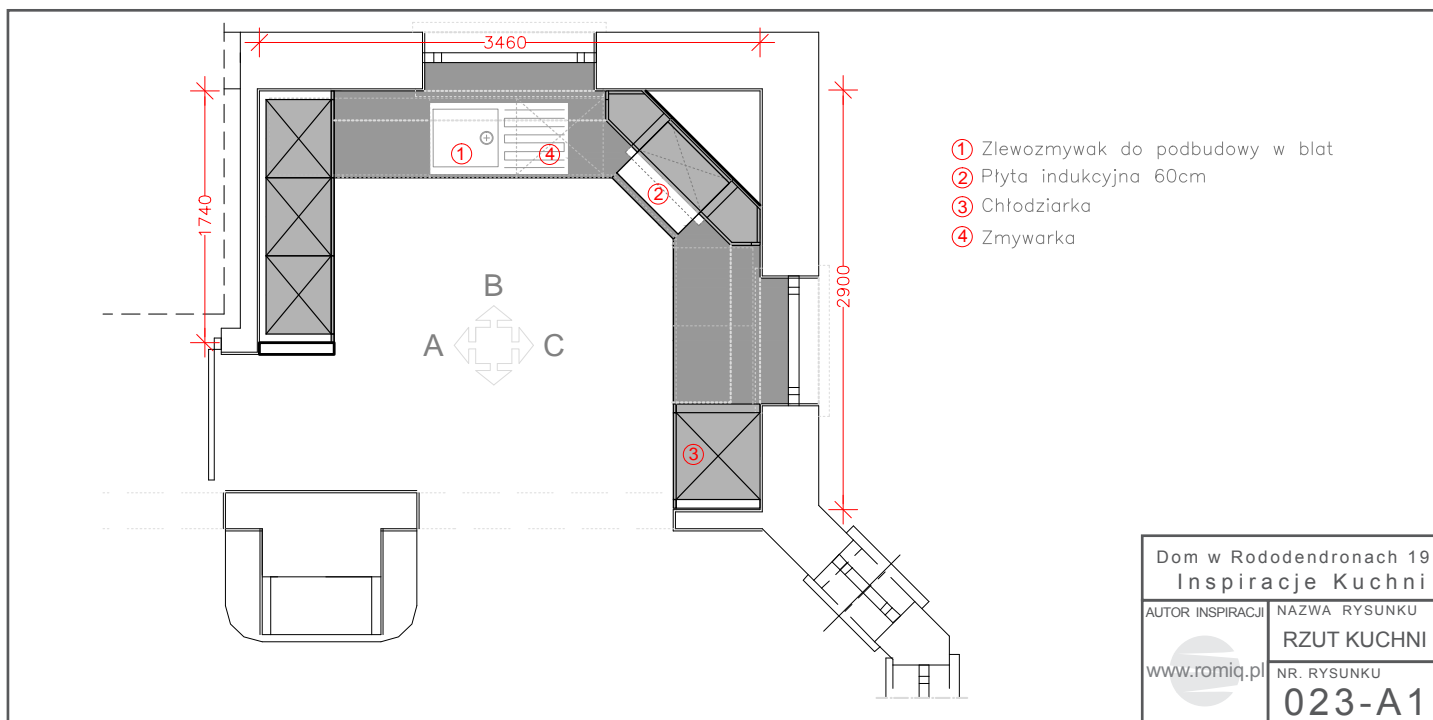 3460
1740
2900
1
4
2
3
A
B
C
1 Zlewozmywak do podbudowy w blat
2 Płyta indukcyjna 60cm
3 Chłodziarka
4 Zmywarka
Dom w Rododendronach 19
Inspiracje Kuchni
AUTOR INSPIRACJI
www.romiq.pl
NAZWA RYSUNKU
RZUT KUCHNI
NR. RYSUNKU
023-A1